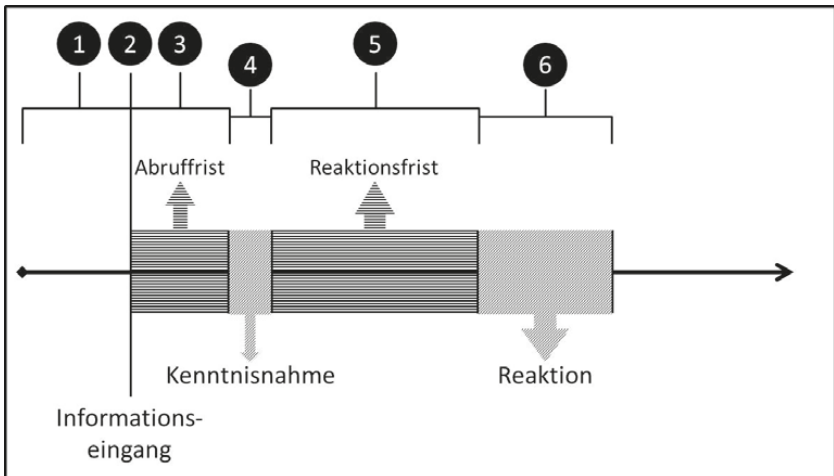 1 2 3 4 5 6
Abruffrist Reaktionsfrist
Kenntnisnahme Reaktion
Informations-
eingang